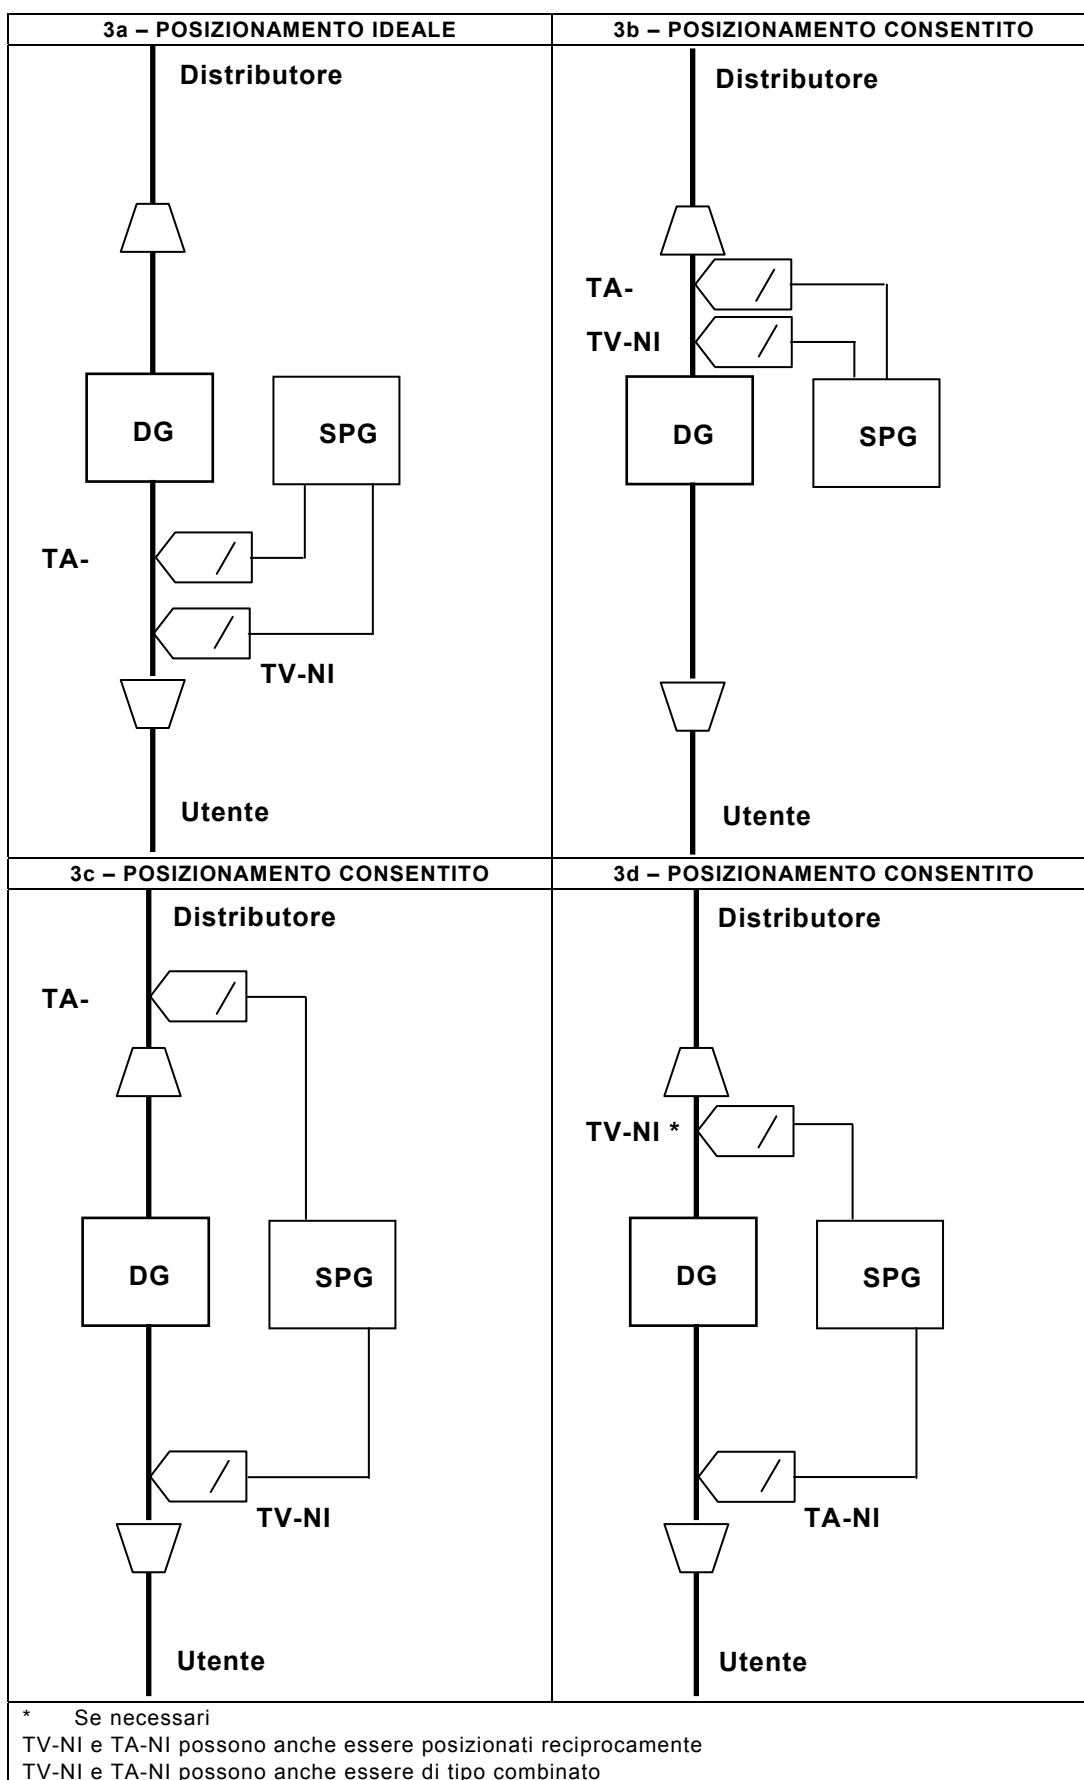 3a – POSIZIONAMENTO IDEALE
Distributore
DG
SPG
TA-
TV-NI
Utente
3b – POSIZIONAMENTO CONSENTITO
Distributore
TA-
TV-NI
DG
SPG
Utente
3c – POSIZIONAMENTO CONSENTITO
Distributore
TA-
DG
SPG
TV-NI
Utente
3d – POSIZIONAMENTO CONSENTITO
Distributore
TV-NI *
DG
SPG
TA-NI
Utente
* Se necessari
TV-NI e TA-NI possono anche essere posizionati reciprocamente
TV-NI e TA-NI possono anche essere di tipo combinato